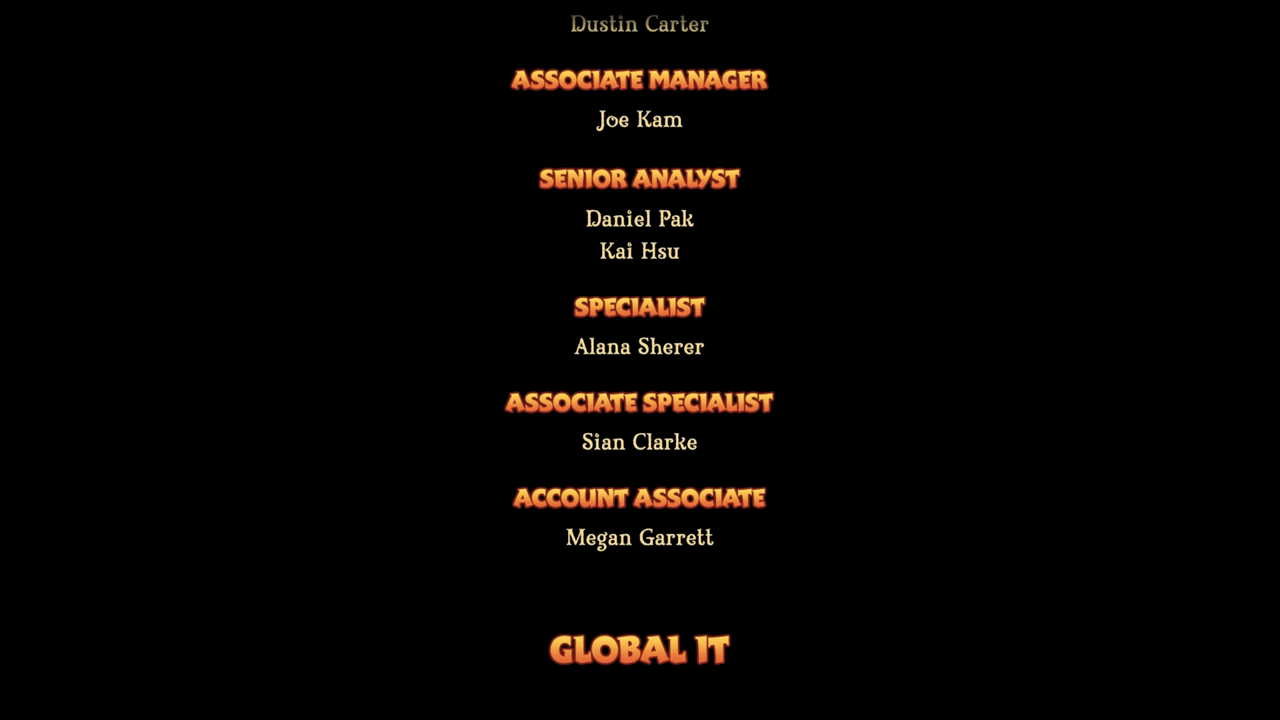 Dustin Carter
ASSOCIATE MANAGER
Joe Kam
SENIOR ANALYST
Daniel Pak
Kai Hsu
SPECIALIST
Alana Sherer
ASSOCIATE SPECIALIST
Sian Clarke
ACCOUNT ASSOCIATE
Megan Garrett
GLOBAL IT